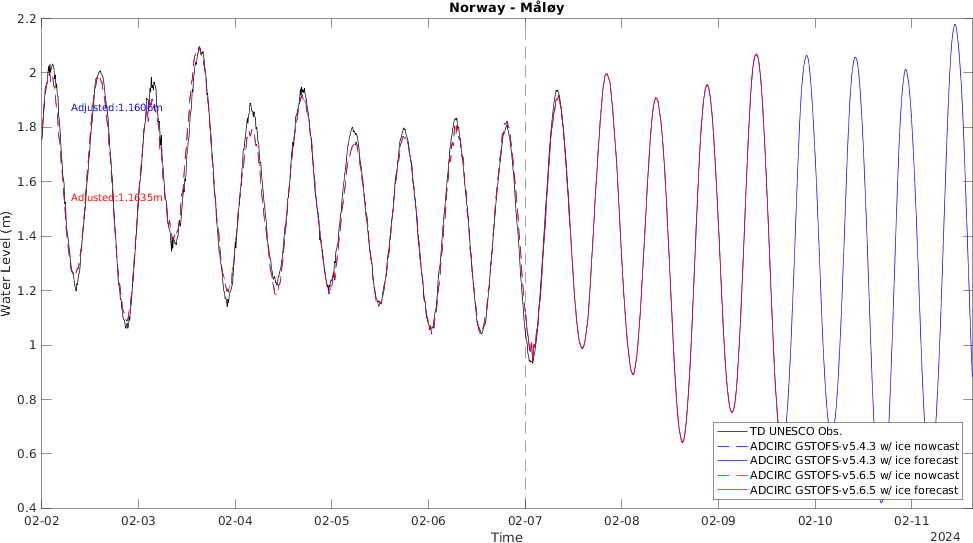 Norway - Måløy
2.2
2
1.8
1.6
1.4
1.2
1
0.8
0.6
0.4
Water Level (m)
Adjusted:1.1606m
Adjusted:1.1635m
TD UNESCO Obs.
ADCIRC GSTOFS-v5.4.3 w/ ice nowcast
ADCIRC GSTOFS-v5.4.3 w/ ice forecast
ADCIRC GSTOFS-v5.6.5 w/ ice nowcast
ADCIRC GSTOFS-v5.6.5 w/ ice forecast
02-02 02-03 02-04 02-05 02-06 02-07 02-08 02-09 02-10 02-11
Time
2024